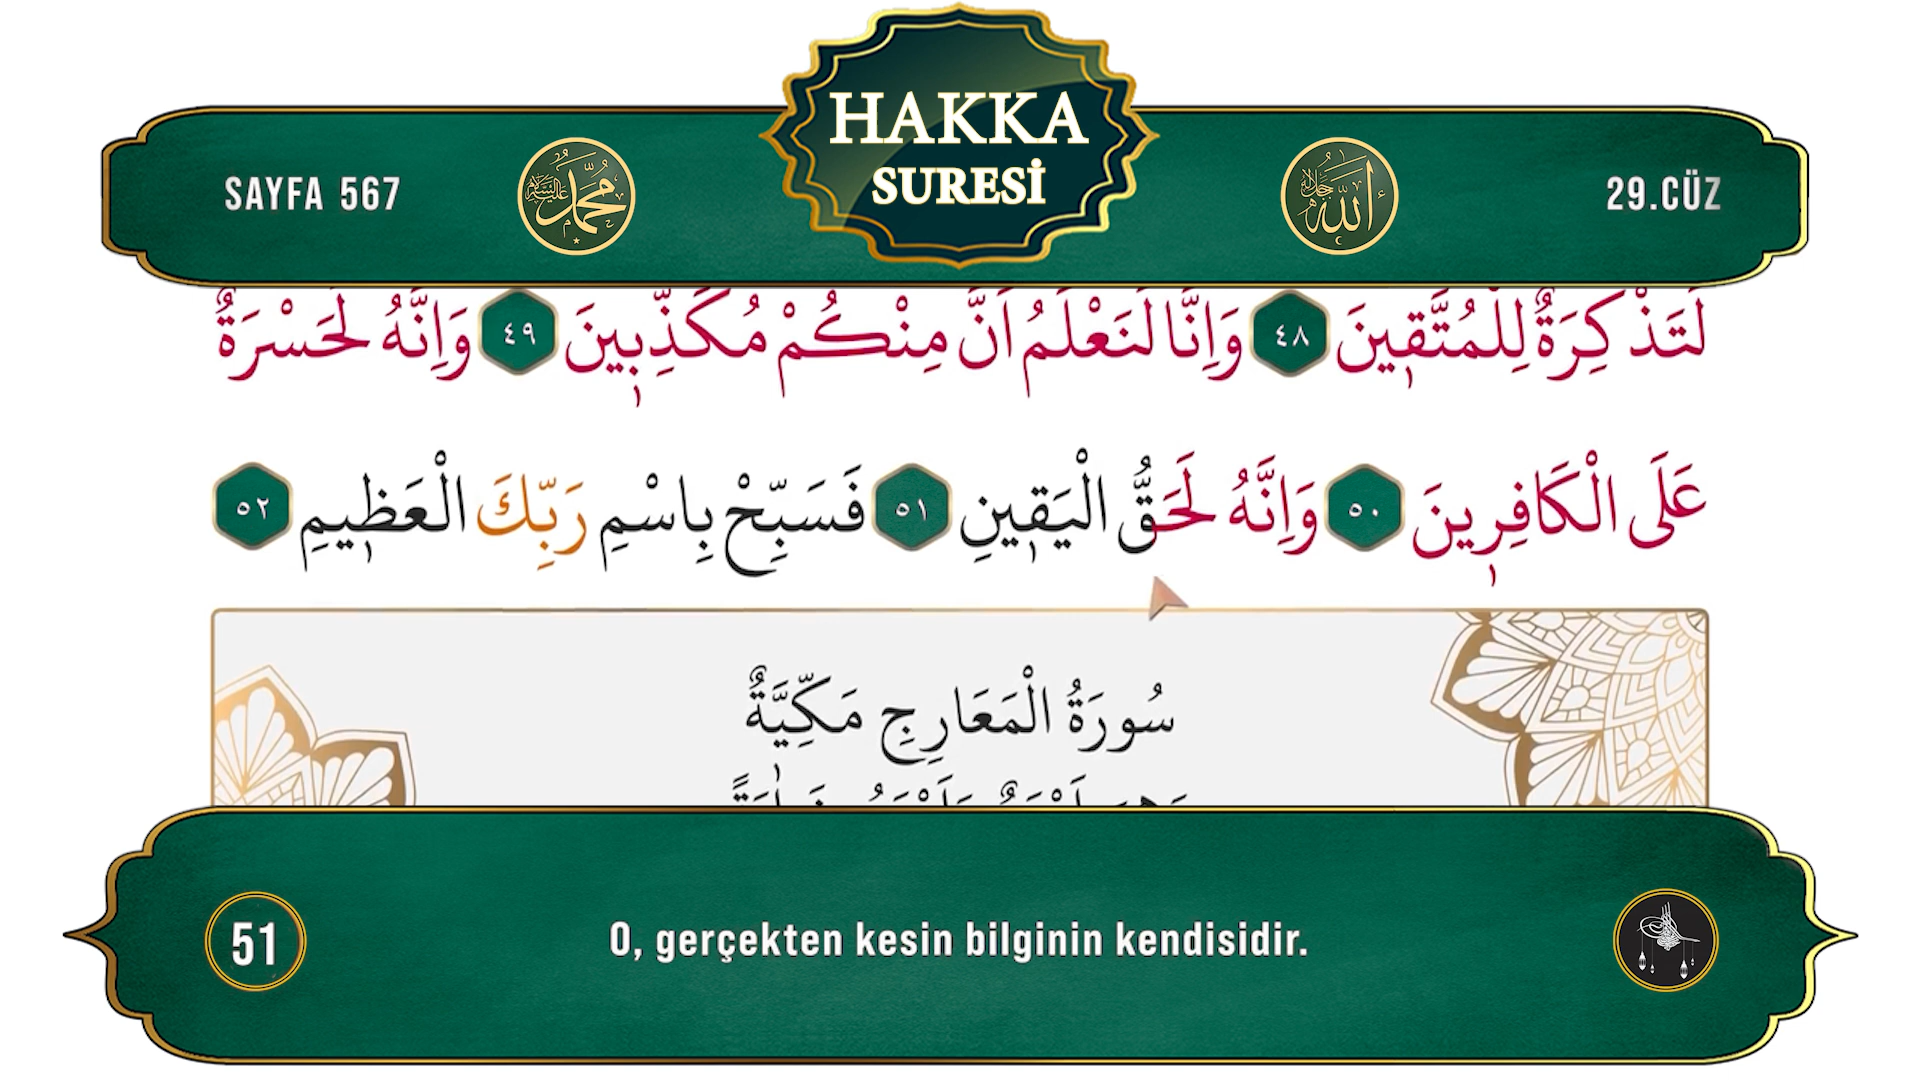 HAKKA
SURESİ
SAYFA 567
29.CÜZ
لَتَذْكِرَةٌ لِلْمُتَّقٖينَ ٤٨ وَاِنَّا لَنَعْلَمُ اَنَّ مِنْكُمْ مُكَذِّبٖينَ ٤٩ وَاِنَّهُ لَحَسْرَةٌ
عَلَى الْكَافِرٖينَ ٥٠ وَاِنَّهُ لَحَقُّ الْيَقٖينِ ٥١ فَسَبِّحْ بِاسْمِ رَبِّكَ الْعَظٖيمِ ٥٢
سُورَةُ الْمَعَارِجِ مَكِّيَّةٌ
51
O, gerçekten kesin bilginin kendisidir.